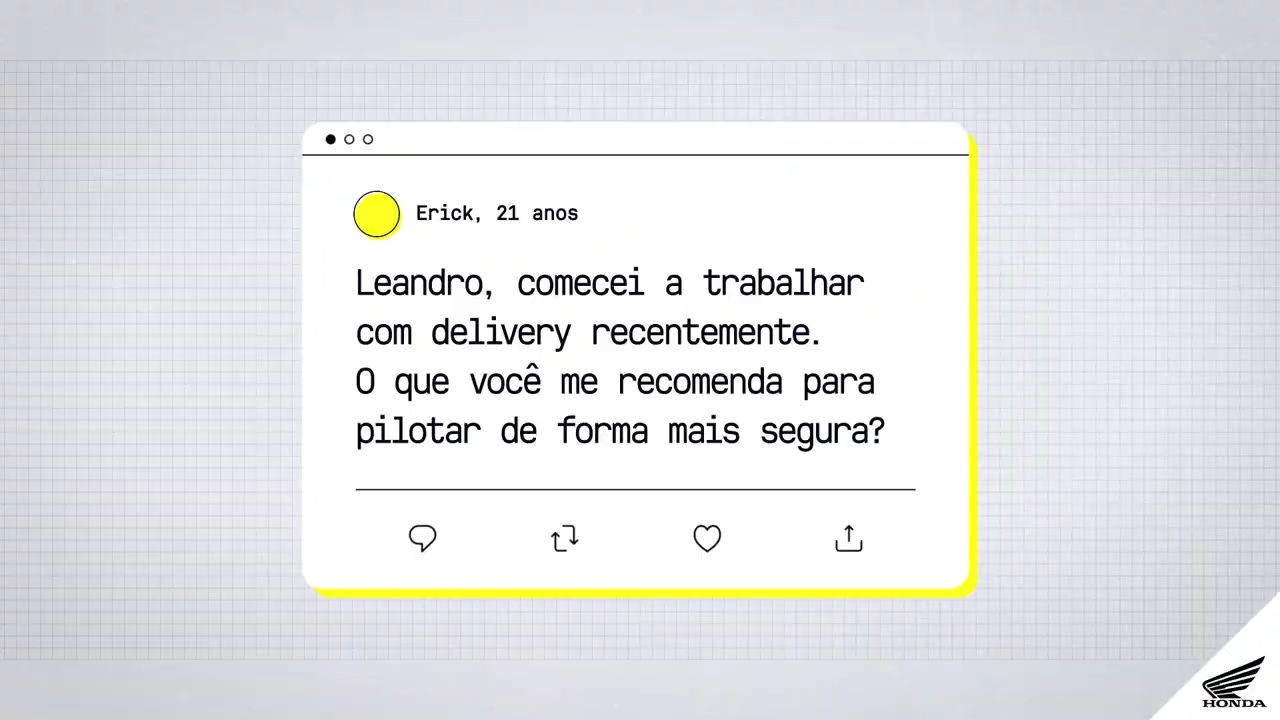 Erick, 21 anos
Leandro, comecei a trabalhar
com delivery recentemente.
O que você me recomenda para
pilotar de forma mais segura?
HONDA